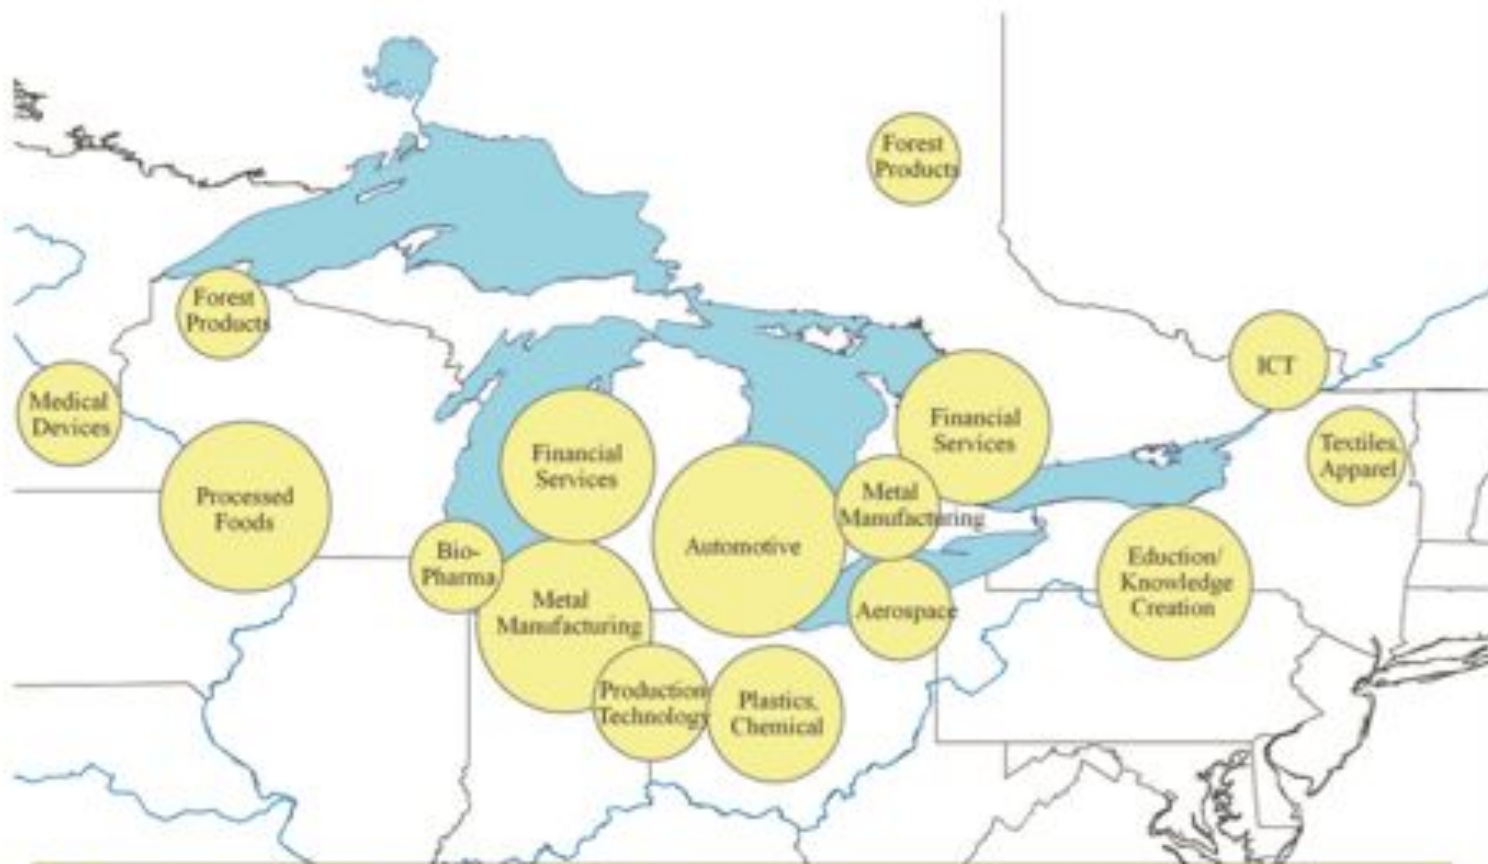 Forest
Products
Forest
Products
ICT
Medical
Devices
Financial
Services
Textiles,
Apparel
Financial
Services
Processed
Foods
Metal
Manufacturing
Automotive
Bio-
Pharma
Eduction/
Knowledge
Creation
Metal
Manufacturing
Aerospace
Production
Technology
Plastics,
Chemical